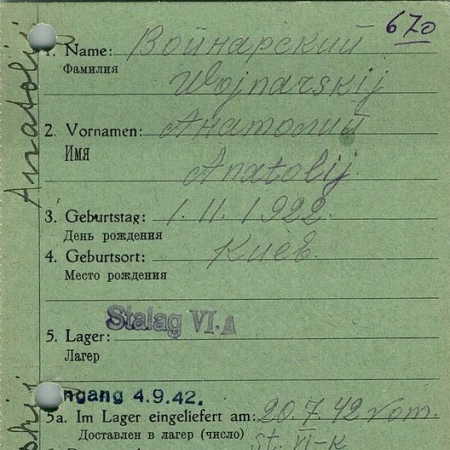 670
1. Name: Войнарский
Фамилия
Wojnarskij
2. Vornamen: Анатолий
Имя
Anatolij
3. Geburtstag: 1. 11. 1922.
День рождения
4. Geburtsort: Киев.
Место рождения
Stalag VI A
5. Lager:
Лагер
ngang 4.9.42.
5a. Im Lager eingeliefert am: 20.7.42 vom.
Доставлен в лагер (число) st. VI-K
Anatolij